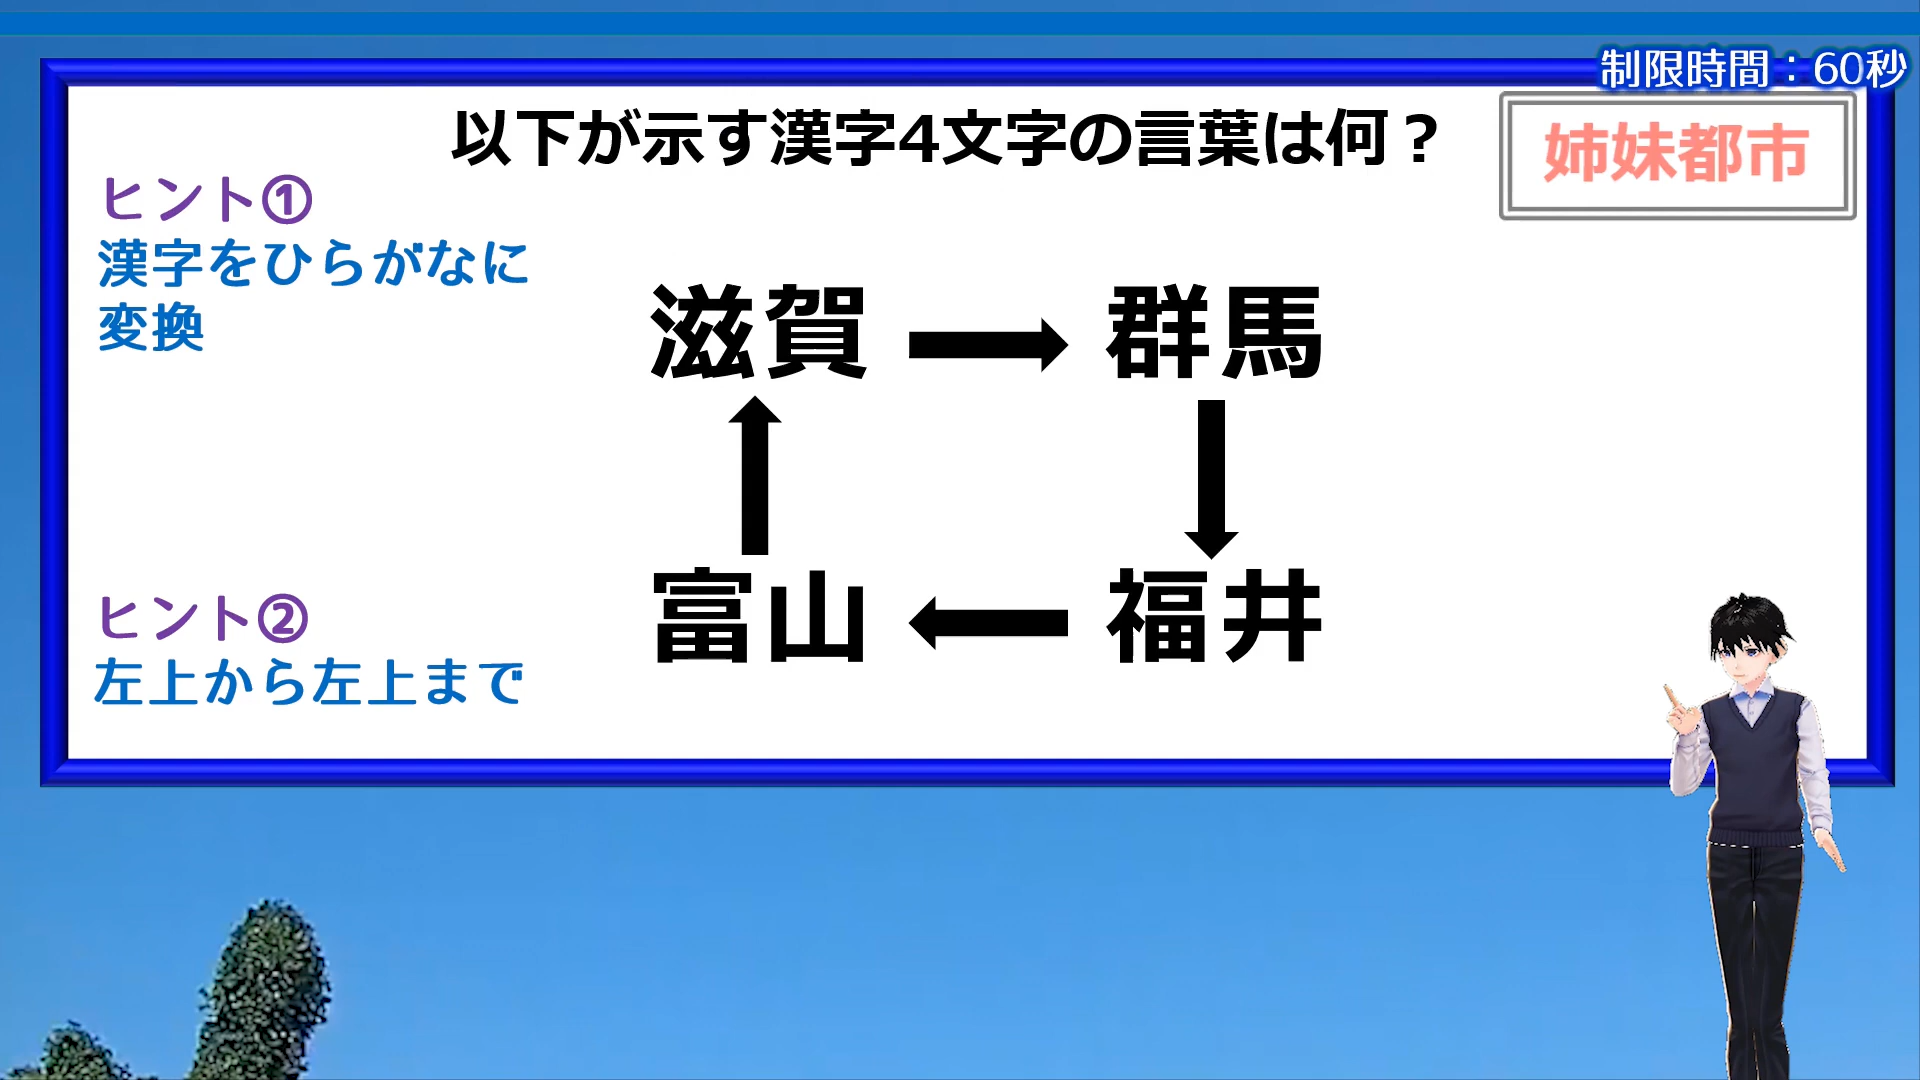 制限時間：60秒
以下が示す漢字4文字の言葉は何？
姉妹都市
ヒント①
漢字をひらがなに
変換
滋賀 群馬
富山 福井
ヒント②
左上から左上まで